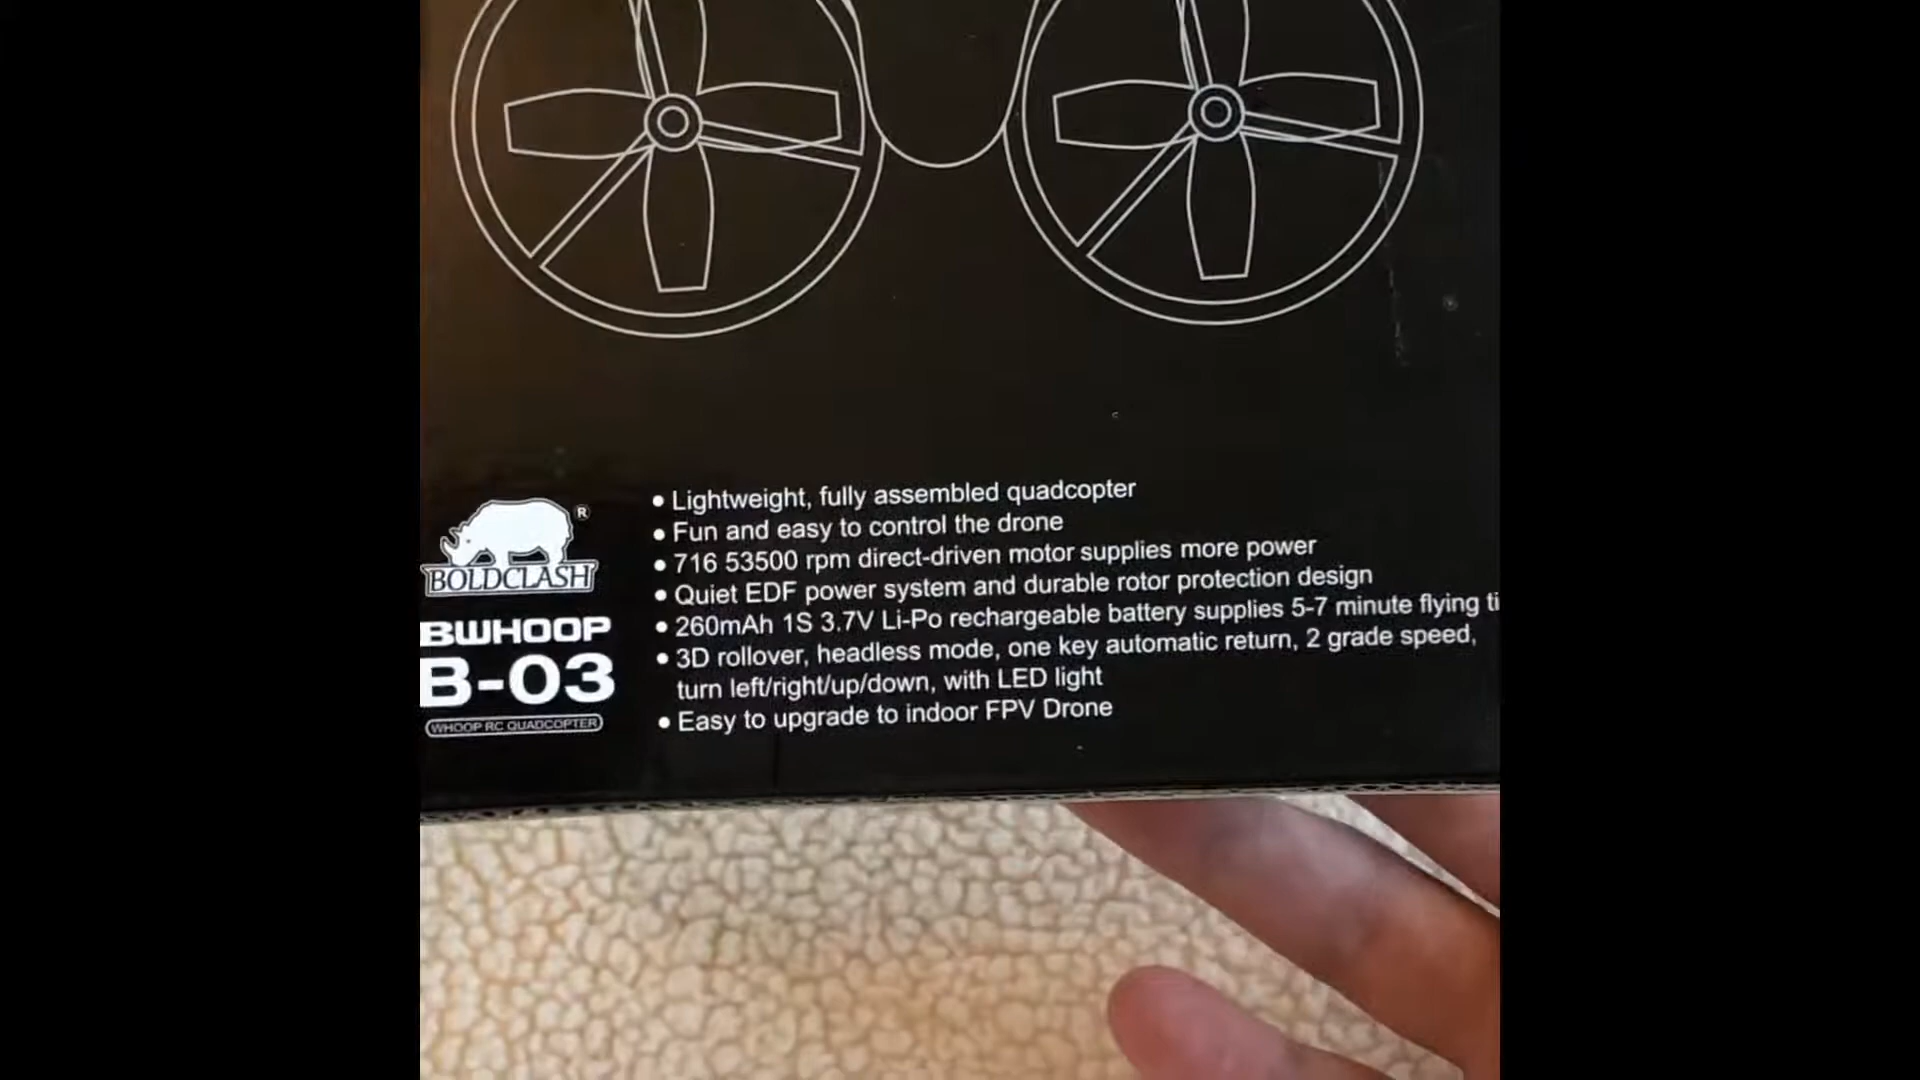 ®
BOLDCLASH
BWHOOP
B-03
WHOOP RC QUADCOPTER
• Lightweight, fully assembled quadcopter
• Fun and easy to control the drone
• 716 53500 rpm direct-driven motor supplies more power
• Quiet EDF power system and durable rotor protection design
• 260mAh 1S 3.7V Li-Po rechargeable battery supplies 5-7 minute flying ti
• 3D rollover, headless mode, one key automatic return, 2 grade speed,
turn left/right/up/down, with LED light
• Easy to upgrade to indoor FPV Drone